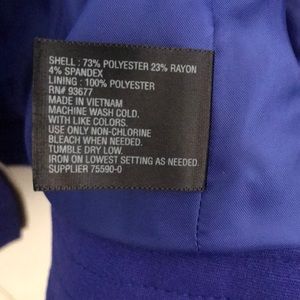 SHELL : 73% POLYESTER 23% RAYON
4% SPANDEX
LINING : 100% POLYESTER
RN# 93677
MADE IN VIETNAM
MACHINE WASH COLD.
WITH LIKE COLORS.
USE ONLY NON-CHLORINE
BLEACH WHEN NEEDED.
TUMBLE DRY LOW.
IRON ON LOWEST SETTING AS NEEDED.
SUPPLIER 75590-0